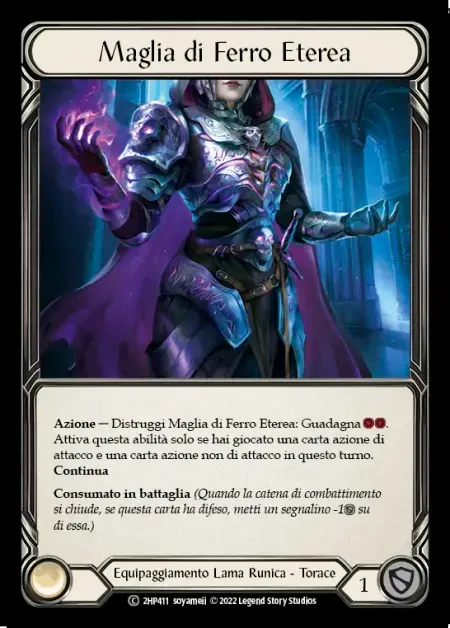 Maglia di Ferro Eterea
Azione — Distruggi Maglia di Ferro Eterea: Guadagna.
Attiva questa abilità solo se hai giocato una carta azione di
attacco e una carta azione non di attacco in questo turno.
Continua
Consumato in battaglia (Quando la catena di combattimento
si chiude, se questa carta ha difeso, metti un segnalino -1 su
di essa.)
Equipaggiamento Lama Runica - Torace
1
C 2HP411 soyameii © 2022 Legend Story Studios